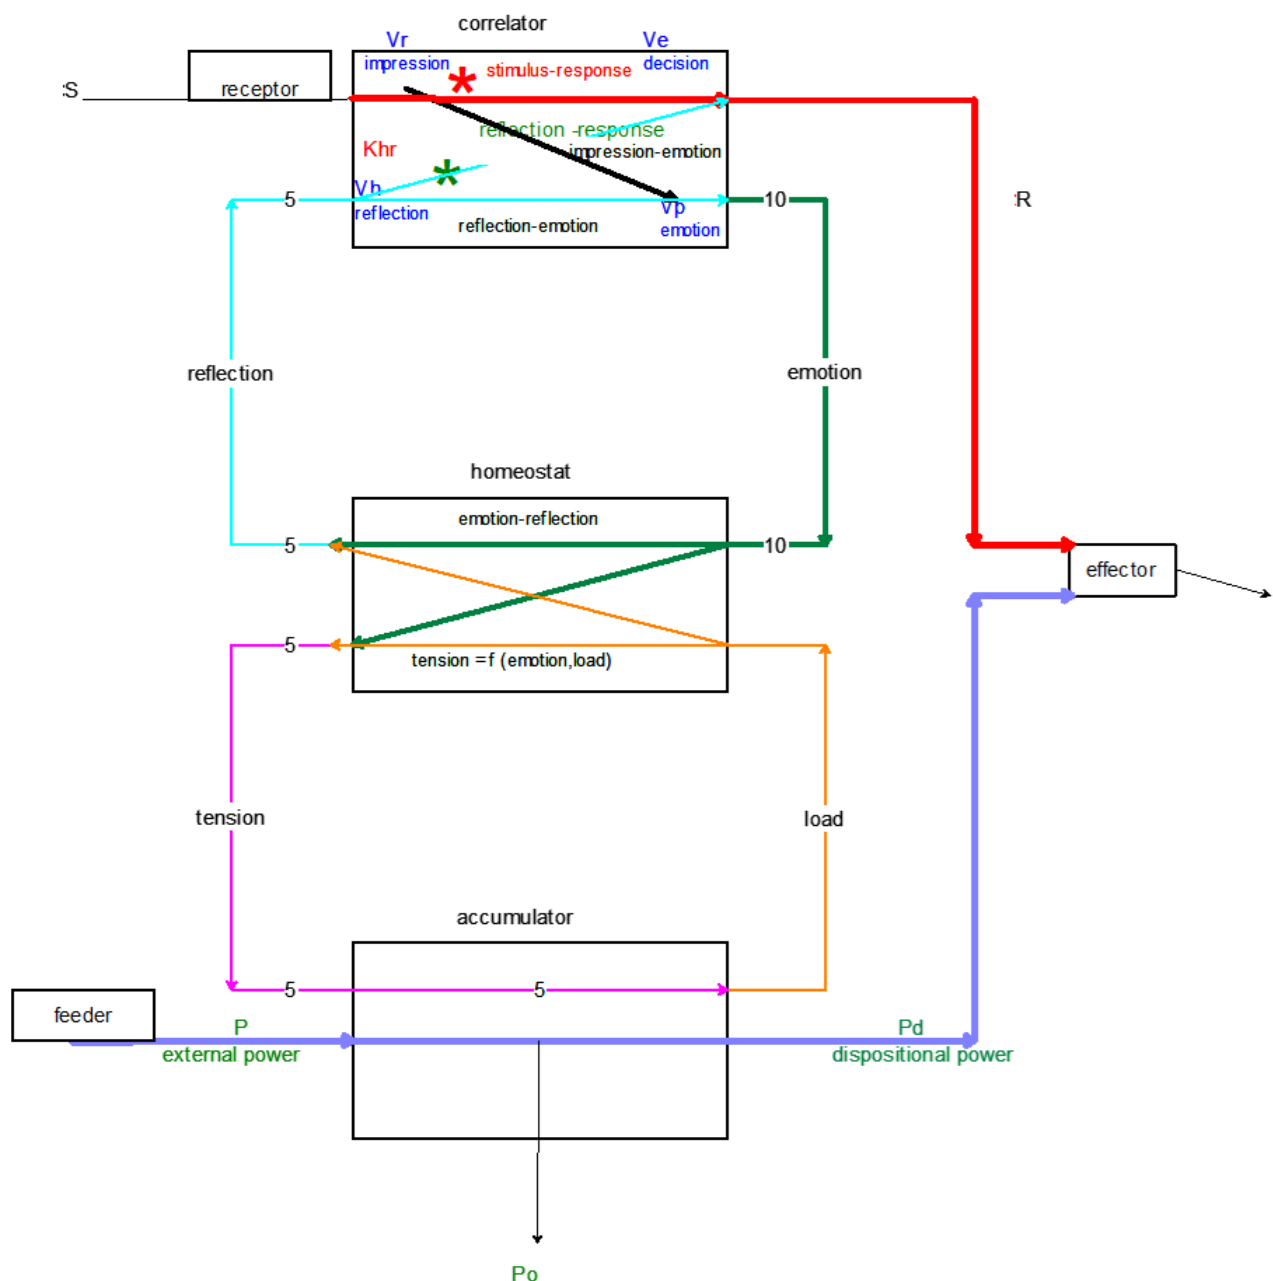 correlator
Vr
Ve
impression
stimulus-response
decision
:S
receptor
reflection -response
impression-emotion
Khr
Vh
5
10
:R
reflection
Vp
reflection-emotion
emotion
reflection
emotion
homeostat
emotion-reflection
5
10
effector
5
tension =f (emotion,load)
tension
load
accumulator
5
5
feeder
P
Pd
external power
dispositional power
Po